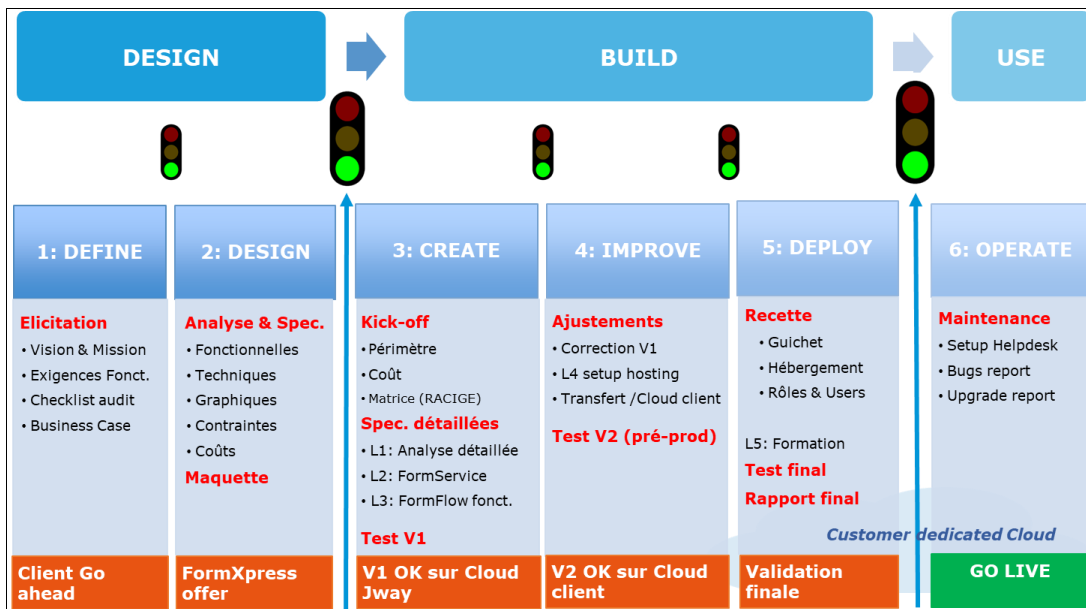 DESIGN
BUILD
USE
1: DEFINE
2: DESIGN
3: CREATE
4: IMPROVE
5: DEPLOY
6: OPERATE
Elicitation
• Vision & Mission
• Exigences Fonct.
• Checklist audit
• Business Case
Analyse & Spec.
• Fonctionnelles
• Techniques
• Graphiques
• Contraintes
• Coûts
Maquette
Kick-off
• Périmètre
• Coût
• Matrice (RACIGE)
Spec. détaillées
• L1: Analyse détaillée
• L2: FormService
• L3: FormFlow fonct.
Test V1
Ajustements
• Correction V1
• L4 setup hosting
• Transfert /Cloud client
Test V2 (pré-prod)
Recette
• Guichet
• Hébergement
• Rôles & Users
L5: Formation
Test final
Rapport final
Maintenance
• Setup Helpdesk
• Bugs report
• Upgrade report
Customer dedicated Cloud
Client Go
ahead
FormXpress
offer
V1 OK sur Cloud
Jway
V2 OK sur Cloud
client
Validation
finale
GO LIVE